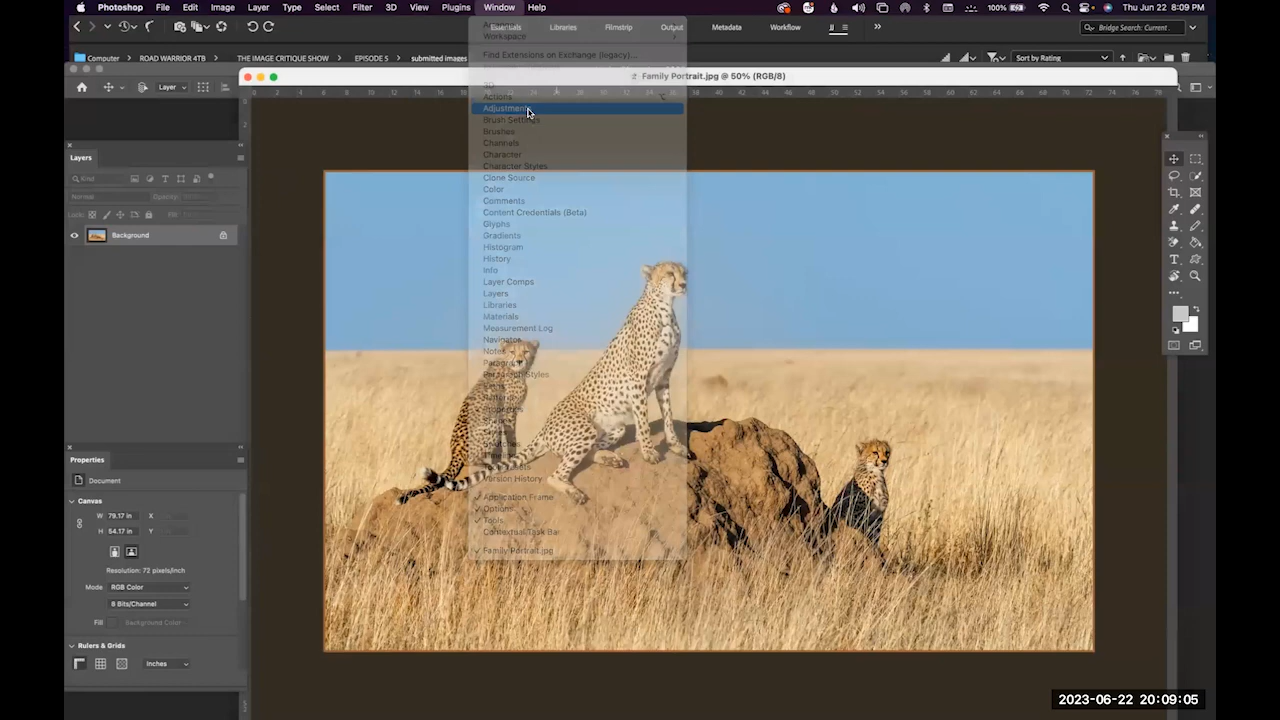 Photoshop File Edit Image Layer Type Select Filter 3D View Plugins Window Help 100% Thu Jun 22 8:09 PM
Essentials Libraries Filmstrip Output Metadata Workflow Jl Bridge Search: Current
Computer ROAD WARRIOR 4TB THE IMAGE CRITIQUE SHOW EPISODE 5 submitted images Sort by Rating
Family Portrait.jpg @ 50% (RGB/8)
Layer
Workspace
Find Extensions on Exchange (legacy)...
3D
Actions
Adjustments
Brush Settings
Brushes
Channels
Character
Character Styles
Clone Source
Color
Comments
Content Credentials (Beta)
Glyphs
Gradients
Histogram
History
Info
Layer Comps
Layers
Libraries
Materials
Measurement Log
Navigator
Notes
Paragraph
Paragraph Styles
Properties
Swatches
Timeline
Version History
Application Frame
Options
Tools
Contextual Task Bar
Family Portrait.jpg
Layers
Kind
Normal Opacity:
Lock: Fill:
Background
Properties
Document
Canvas
W 79.17 in X
H 54.17 in Y
Resolution: 72 pixels/inch
Mode RGB Color
8 Bits/Channel
Fill Background Color
Rulers & Grids
Inches
2023-06-22 20:09:05